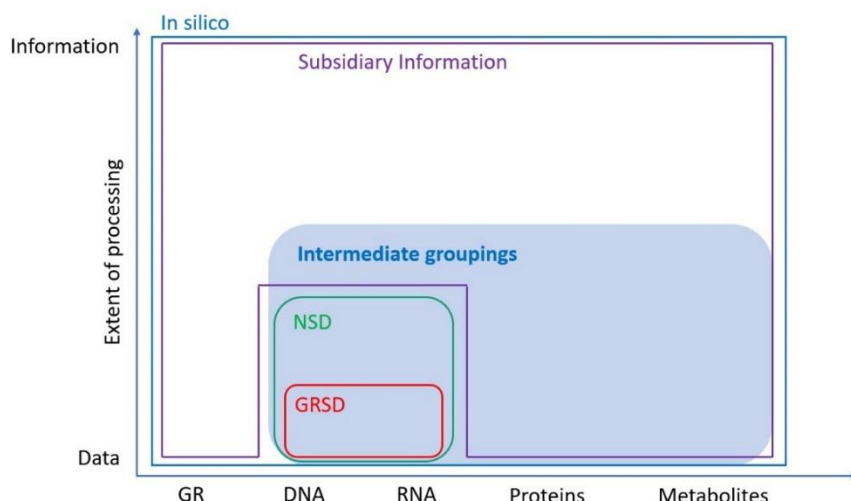 In silico
Information
Subsidiary Information
Extent of processing
Intermediate groupings
NSD
GRSD
Data
GR DNA RNA Proteins Metabolites